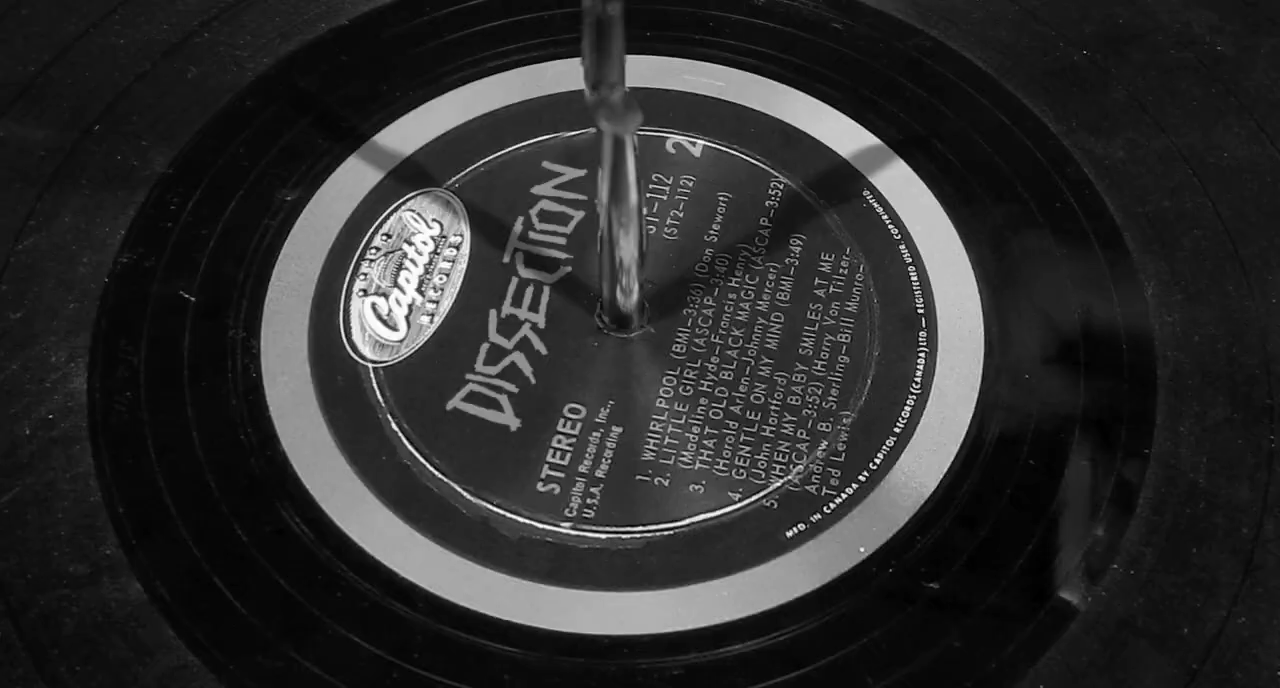 Capitol
RECORDS
DISSECTION
2
ST-112
(ST2-112)
STEREO
Capitol Records, Inc.,
U.S.A. Recording
1. WHIRLPOOL (BMI-3:30) (Don Stewart)
2. LITTLE GIRL (ASCAP-3:40)
(Madeline Hyde-Francis Henry)
3. THAT OLD BLACK MAGIC (ASCAP-3:52)
(Harold Arlen-Johnny Mercer)
4. GENTLE ON MY MIND (BMI-3:49)
(John Hartford)
5. WHEN MY BABY SMILES AT ME
(ASCAP-3:52) (Harry Von Tilzer-
Andrew B. Sterling-Bill Munro-
Ted Lewis)
MFD. IN CANADA BY CAPITOL RECORDS (CANADA) LTD. — REGISTERED USER. COPYRIGHTED.